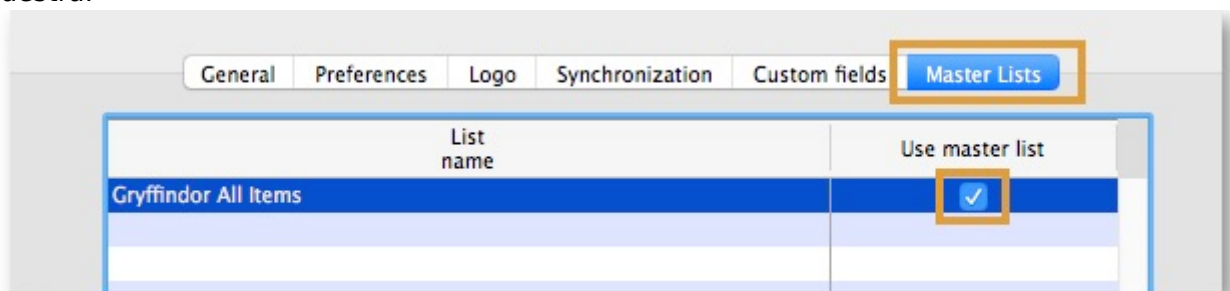 General Preferences Logo Synchronization Custom fields Master Lists
List
name
Use master list
Gryffindor All Items